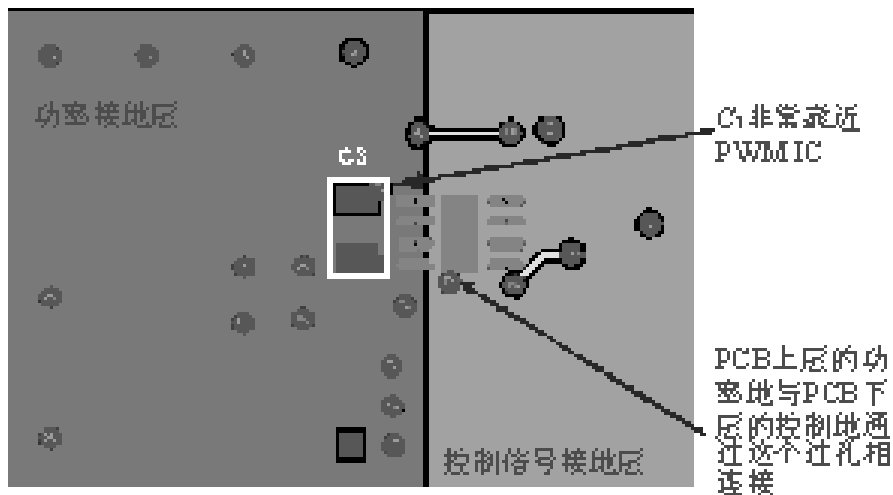 功率接地层
C3
C1非常靠近
PWMIC
PCB上层的功
率地与PCB下
层的控制地通
过这个过孔相
连接
控制信号接地层